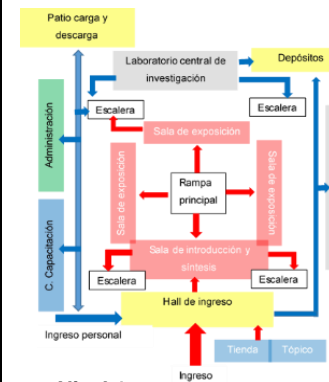 Patio carga y
descarga
Laboratorio central de
investigación
Depósitos
Escalera
Escalera
Administración
Sala de exposición
Sala de exposición
Rampa
principal
Sala de exposición
C. Capacitación
Sala de introducción y
síntesis
Escalera
Escalera
Hall de ingreso
Ingreso personal
Tienda
Tópico
Ingreso